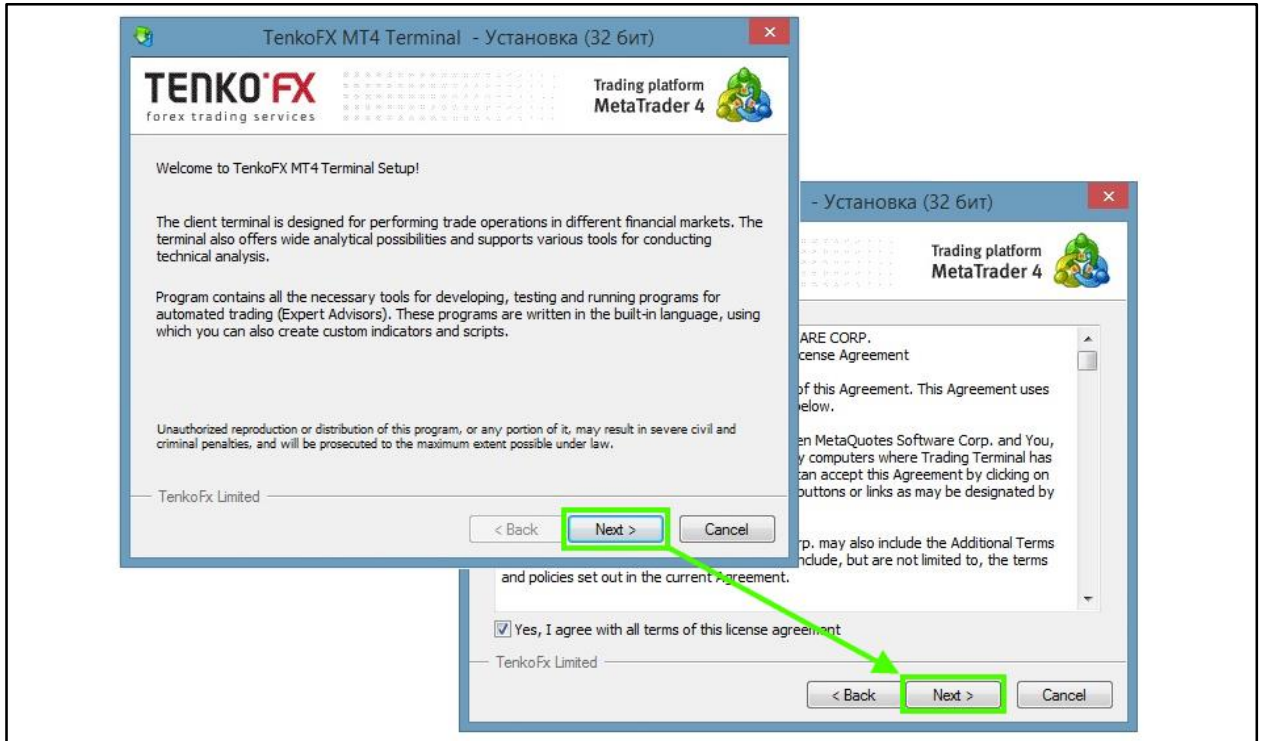 TenkoFX MT4 Terminal - Установка (32 бит)
TENKO'FX
forex trading services
Trading platform
MetaTrader 4
Welcome to TenkoFX MT4 Terminal Setup!
The client terminal is designed for performing trade operations in different financial markets. The
terminal also offers wide analytical possibilities and supports various tools for conducting
technical analysis.
Program contains all the necessary tools for developing, testing and running programs for
automated trading (Expert Advisors). These programs are written in the built-in language, using
which you can also create custom indicators and scripts.
Unauthorized reproduction or distribution of this program, or any portion of it, may result in severe civil and
criminal penalties, and will be prosecuted to the maximum extent possible under law.
TenkoFx Limited
< Back Next > Cancel
- Установка (32 бит)
Trading platform
MetaTrader 4
ARE CORP.
cense Agreement
of this Agreement. This Agreement uses
below.
en MetaQuotes Software Corp. and You,
y computers where Trading Terminal has
can accept this Agreement by clicking on
buttons or links as may be designated by
rp. may also include the Additional Terms
nclude, but are not limited to, the terms
and policies set out in the current Agreement.
Yes, I agree with all terms of this license agreement
TenkoFx Limited
< Back Next > Cancel